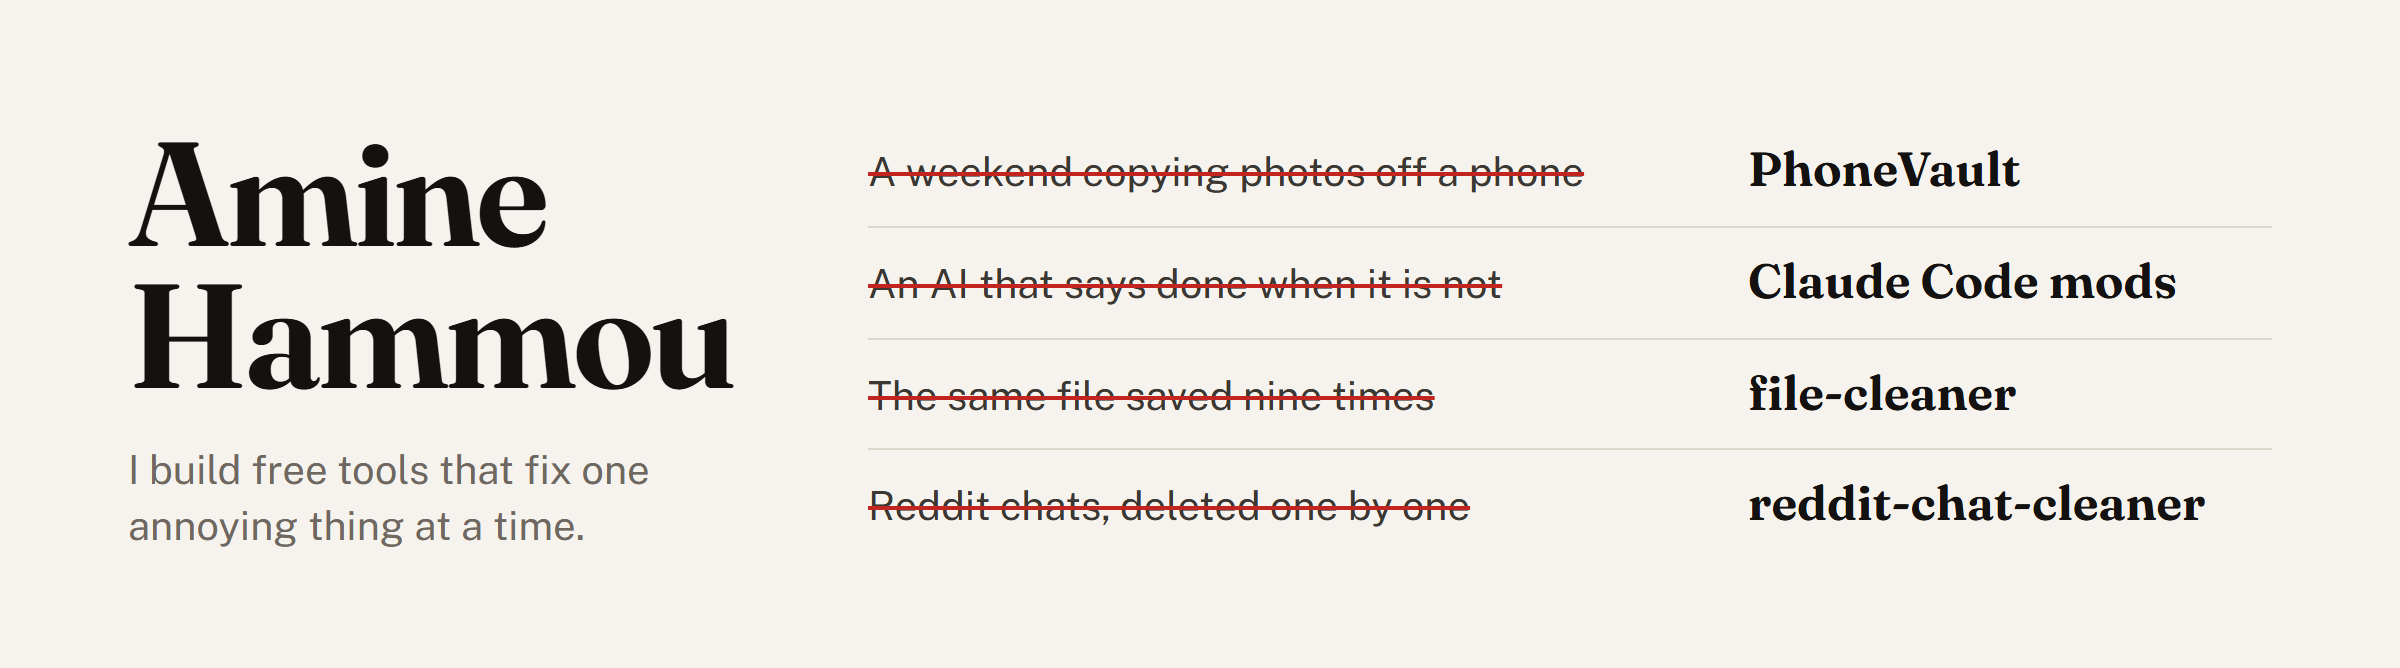 Amine
Hammou
I build free tools that fix one
annoying thing at a time.
A weekend copying photos off a phone
PhoneVault
An AI that says done when it is not
Claude Code mods
The same file saved nine times
file-cleaner
Reddit chats, deleted one by one
reddit-chat-cleaner